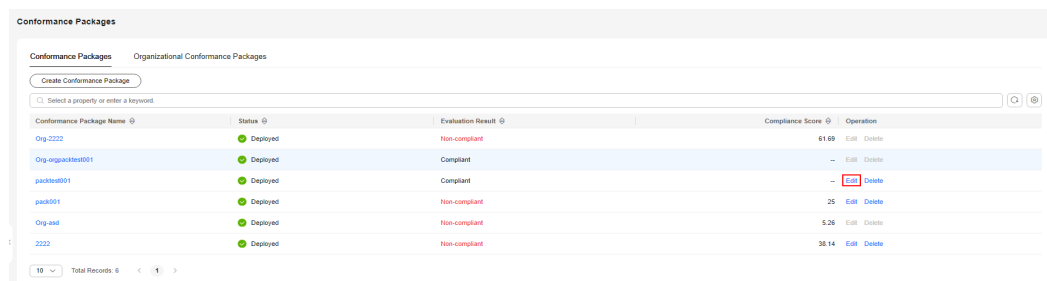 Conformance Packages
Conformance Packages Organizational Conformance Packages
Create Conformance Package
Select a property or enter a keyword.
Conformance Package Name Status Evaluation Result Compliance Score Operation
Org-2222 Deployed Non-compliant 61.69 Edit Delete
Org-orgpacktest001 Deployed Compliant -- Edit Delete
packtest001 Deployed Compliant -- Edit Delete
pack001 Deployed Non-compliant 25 Edit Delete
Org-asd Deployed Non-compliant 5.26 Edit Delete
2222 Deployed Non-compliant 38.14 Edit Delete
10 Total Records: 6 < 1 >